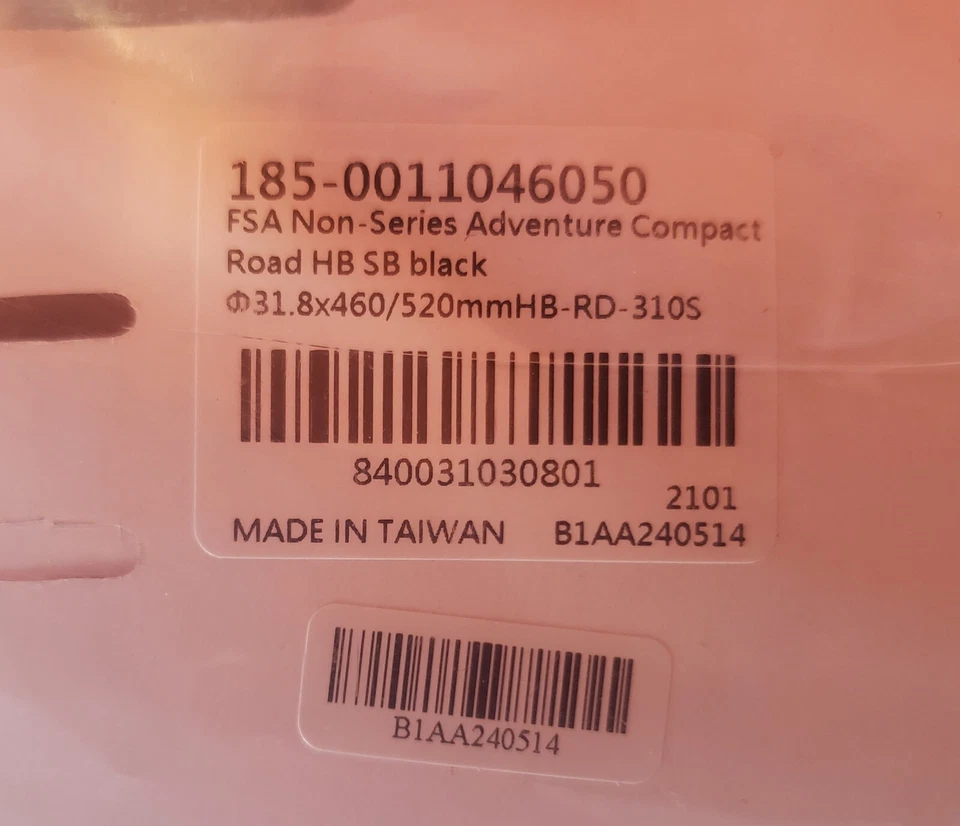 185-0011046050
FSA Non-Series Adventure Compact
Road HB SB black
Φ31.8x460/520mmHB-RD-310S
840031030801
2101
MADE IN TAIWAN B1AA240514
B1AA240514